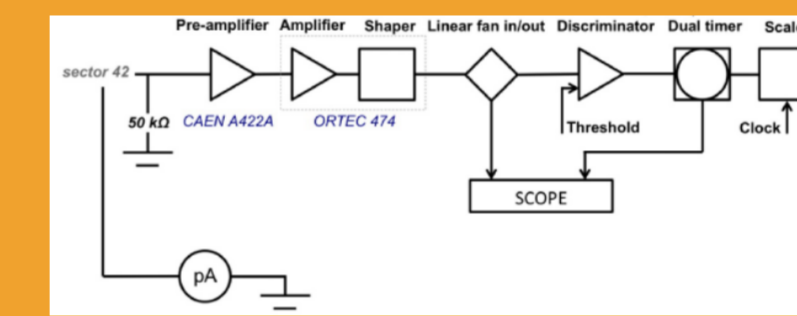 Pre-amplifier Amplifier Shaper Linear fan in/out Discriminator Dual timer
sector 42
50 kΩ CAEN A422A ORTEC 474
Threshold Clock
SCOPE
pA